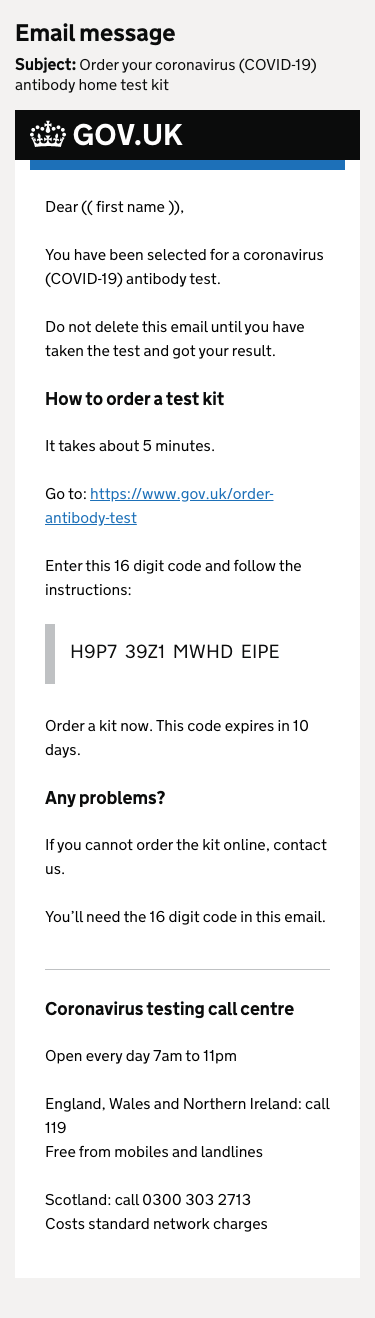 Email message
Subject: Order your coronavirus (COVID-19)
antibody home test kit
GOV.UK
Dear (( first name )),
You have been selected for a coronavirus
(COVID-19) antibody test.
Do not delete this email until you have
taken the test and got your result.
How to order a test kit
It takes about 5 minutes.
Go to: https://www.gov.uk/order-
antibody-test
Enter this 16 digit code and follow the
instructions:
H9P7 39Z1 MWHD EIPE
Order a kit now. This code expires in 10
days.
Any problems?
If you cannot order the kit online, contact
us.
You’ll need the 16 digit code in this email.
Coronavirus testing call centre
Open every day 7am to 11pm
England, Wales and Northern Ireland: call
119
Free from mobiles and landlines
Scotland: call 0300 303 2713
Costs standard network charges